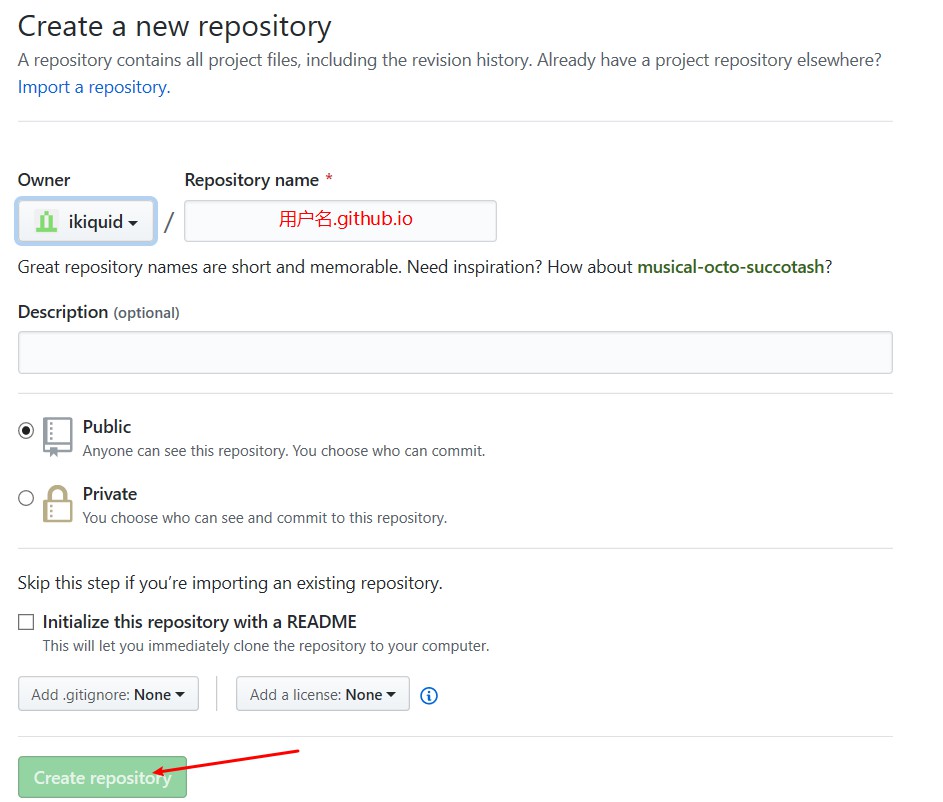 Create a new repository
A repository contains all project files, including the revision history. Already have a project repository elsewhere?
Import a repository.
Owner
Repository name *
ikiquid / 用户名.github.io
Great repository names are short and memorable. Need inspiration? How about musical-octo-succotash?
Description (optional)
Public
Anyone can see this repository. You choose who can commit.
Private
You choose who can see and commit to this repository.
Skip this step if you’re importing an existing repository.
Initialize this repository with a README
This will let you immediately clone the repository to your computer.
Add .gitignore: None
Add a license: None
Create repository